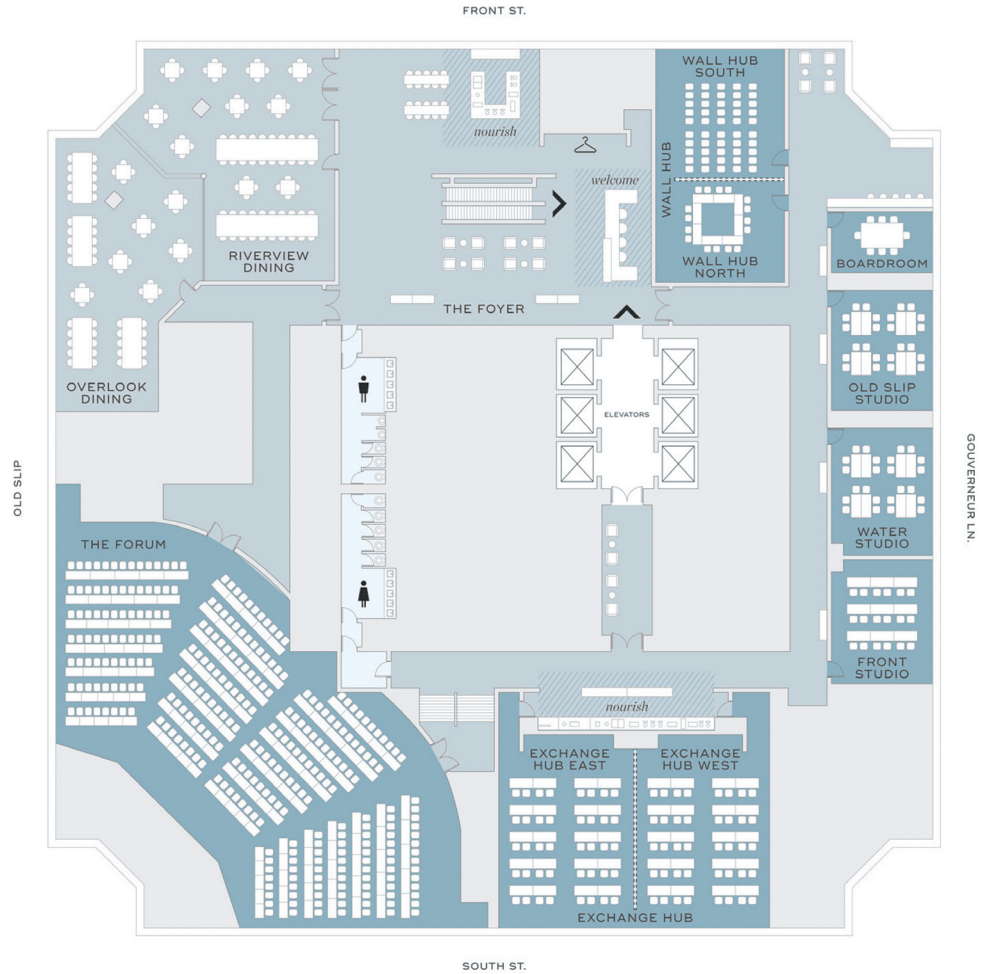 FRONT ST.
WALL HUB
SOUTH
nourish
welcome
WALL HUB
WALL HUB
NORTH
RIVERVIEW
DINING
BOARDROOM
THE FOYER
OVERLOOK
DINING
OLD SLIP
STUDIO
ELEVATORS
OLD SLIP
GOUVERNEUR LN.
WATER
STUDIO
THE FORUM
FRONT
STUDIO
nourish
EXCHANGE
HUB EAST
EXCHANGE
HUB WEST
EXCHANGE HUB
SOUTH ST.